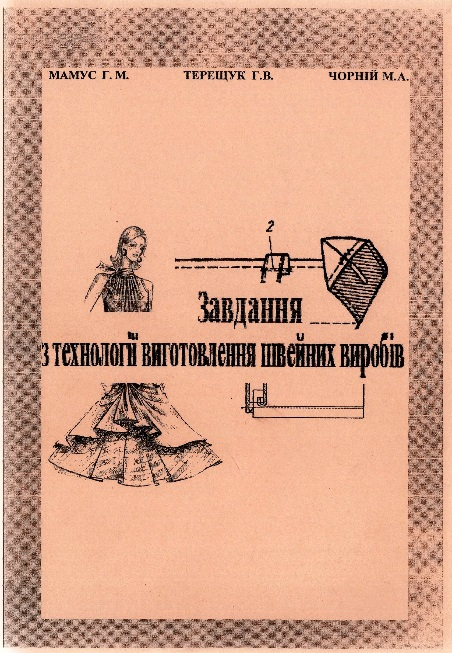 МАМУС Г. М. ТЕРЕЩУК Г.В. ЧОРНІЙ М.А.
2
Завдання
з технології виготовлення швейних виробів